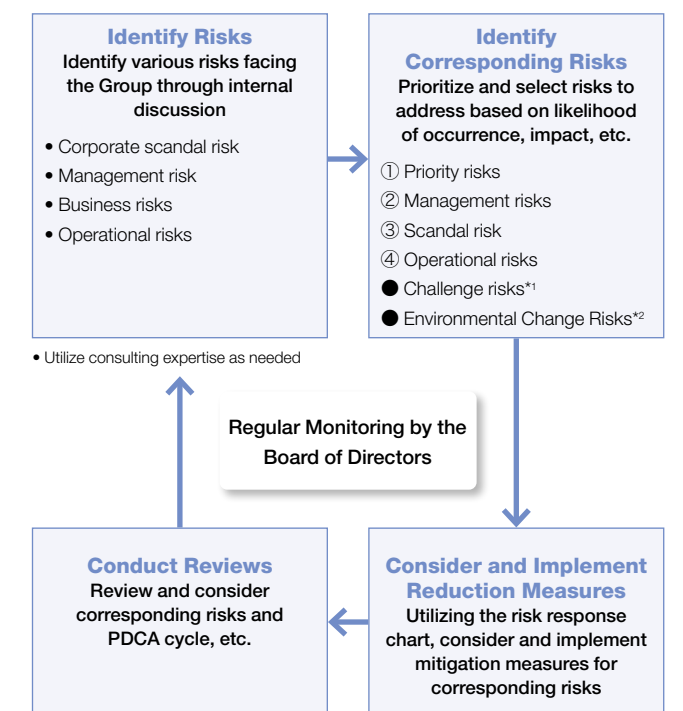 Identify Risks
Identify various risks facing
the Group through internal
discussion
• Corporate scandal risk
• Management risk
• Business risks
• Operational risks
• Utilize consulting expertise as needed
Identify
Corresponding Risks
Prioritize and select risks to
address based on likelihood
of occurrence, impact, etc.
① Priority risks
② Management risks
③ Scandal risk
④ Operational risks
● Challenge risks*1
● Environmental Change Risks*2
Regular Monitoring by the
Board of Directors
Conduct Reviews
Review and consider
corresponding risks and
PDCA cycle, etc.
Consider and Implement
Reduction Measures
Utilizing the risk response
chart, consider and implement
mitigation measures for
corresponding risks